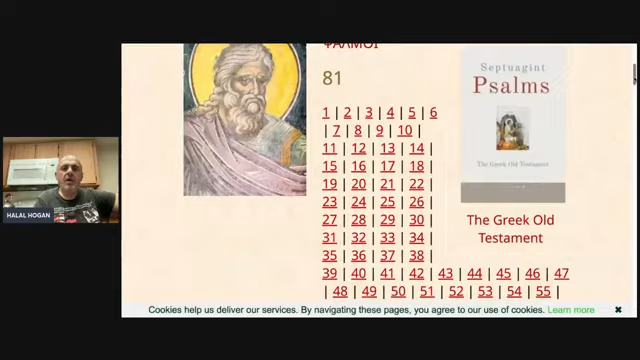 ΨΑΛΜΟΙ
81
1 | 2 | 3 | 4 | 5 | 6
| 7 | 8 | 9 | 10 |
11 | 12 | 13 | 14 |
15 | 16 | 17 | 18 |
19 | 20 | 21 | 22 |
23 | 24 | 25 | 26 |
27 | 28 | 29 | 30 |
31 | 32 | 33 | 34 |
35 | 36 | 37 | 38 |
39 | 40 | 41 | 42 | 43 | 44 | 45 | 46 | 47
| 48 | 49 | 50 | 51 | 52 | 53 | 54 | 55 |
Septuagint
Psalms
The Greek Old Testament
The Greek Old
Testament
HALAL HOGAN
Cookies help us deliver our services. By navigating these pages, you agree to our use of cookies. Learn more ✖